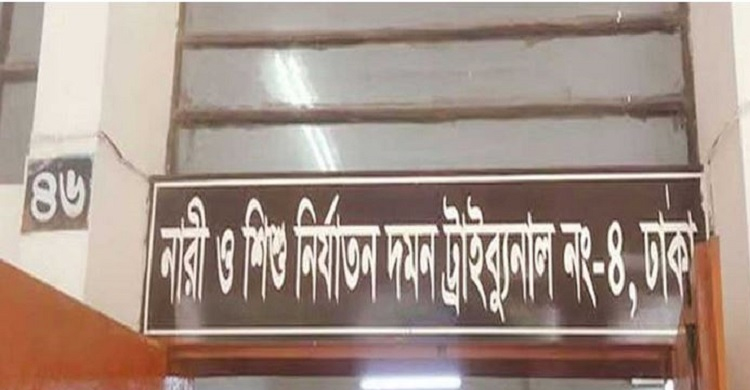 ৪৬
নারী ও শিশু নির্যাতন দমন ট্রাইব্যুনাল নং-৪, ঢাকা